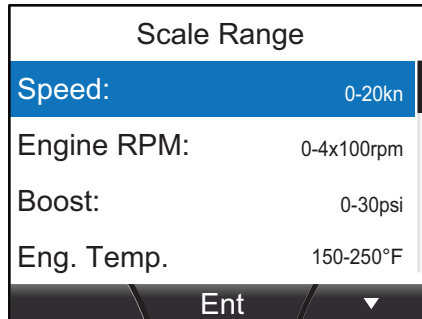 Scale Range
Speed: 0-20kn
Engine RPM: 0-4x100rpm
Boost: 0-30psi
Eng. Temp. 150-250°F
Ent